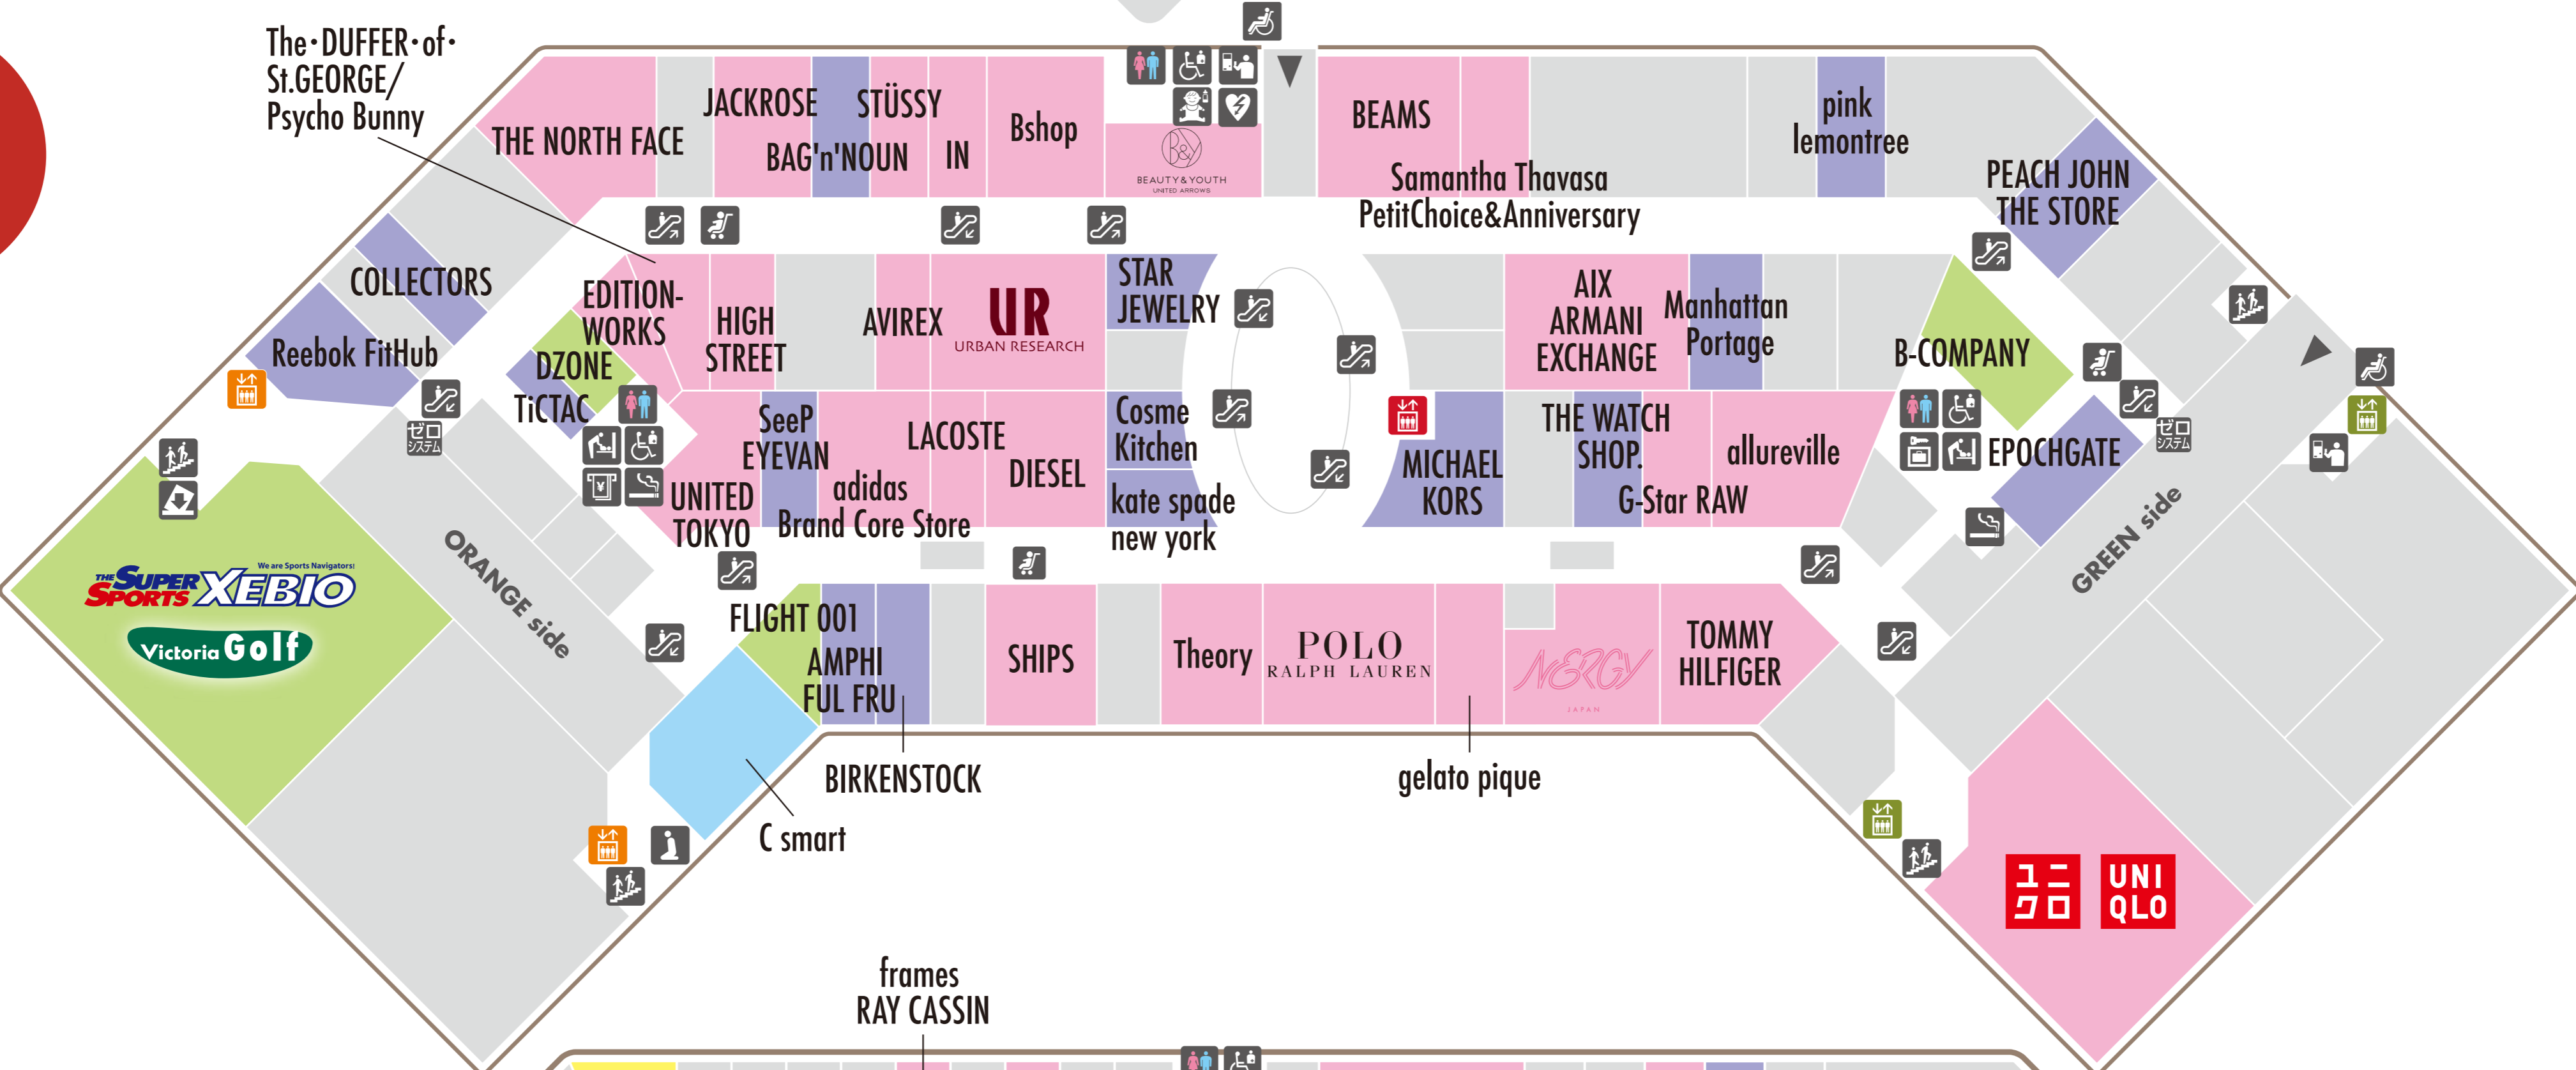 The・DUFFER・of・
St.GEORGE/
Psycho Bunny
THE NORTH FACE
JACKROSE
BAG'n'NOUN
STÜSSY
IN
Bshop
B&Y
BEAUTY&YOUTH
UNITED ARROWS
BEAMS
Samantha Thavasa
PetitChoice&Anniversary
pink
lemontree
PEACH JOHN
THE STORE
COLLECTORS
Reebok FitHub
EDITION-
WORKS
DZONE
TiCTAC
HIGH
STREET
AVIREX
UR
URBAN RESEARCH
STAR
JEWELRY
AIX
ARMANI
EXCHANGE
Manhattan
Portage
B-COMPANY
ゼロ
システム
UNITED
TOKYO
SeeP
EYEVAN
adidas
Brand Core Store
LACOSTE
DIESEL
Cosme
Kitchen
kate spade
new york
MICHAEL
KORS
THE WATCH
SHOP.
G-Star RAW
allureville
EPOCHGATE
ゼロ
システム
ORANGE side
GREEN side
We are Sports Navigators!
THE SUPER
SPORTS XEBIO
Victoria Golf
FLIGHT 001
AMPHI
FUL FRU
BIRKENSTOCK
C smart
SHIPS
Theory
POLO
RALPH LAUREN
gelato pique
NERGY
JAPAN
TOMMY
HILFIGER
ユニ
クロ
UNI
QLO
frames
RAY CASSIN